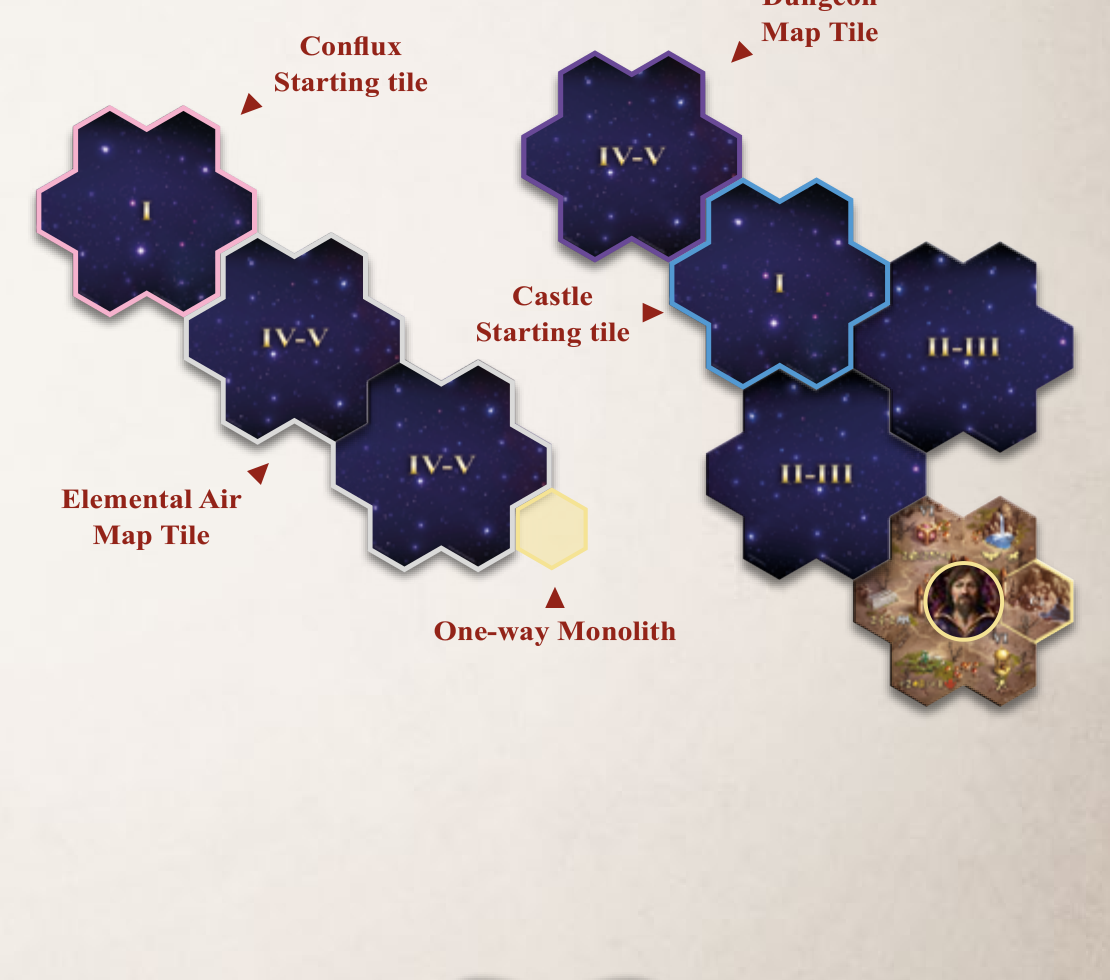 Dungeon
Map Tile
Conflux
Starting tile
IV-V
I
I
Castle
Starting tile
IV-V
II-III
IV-V
II-III
Elemental Air
Map Tile
One-way Monolith